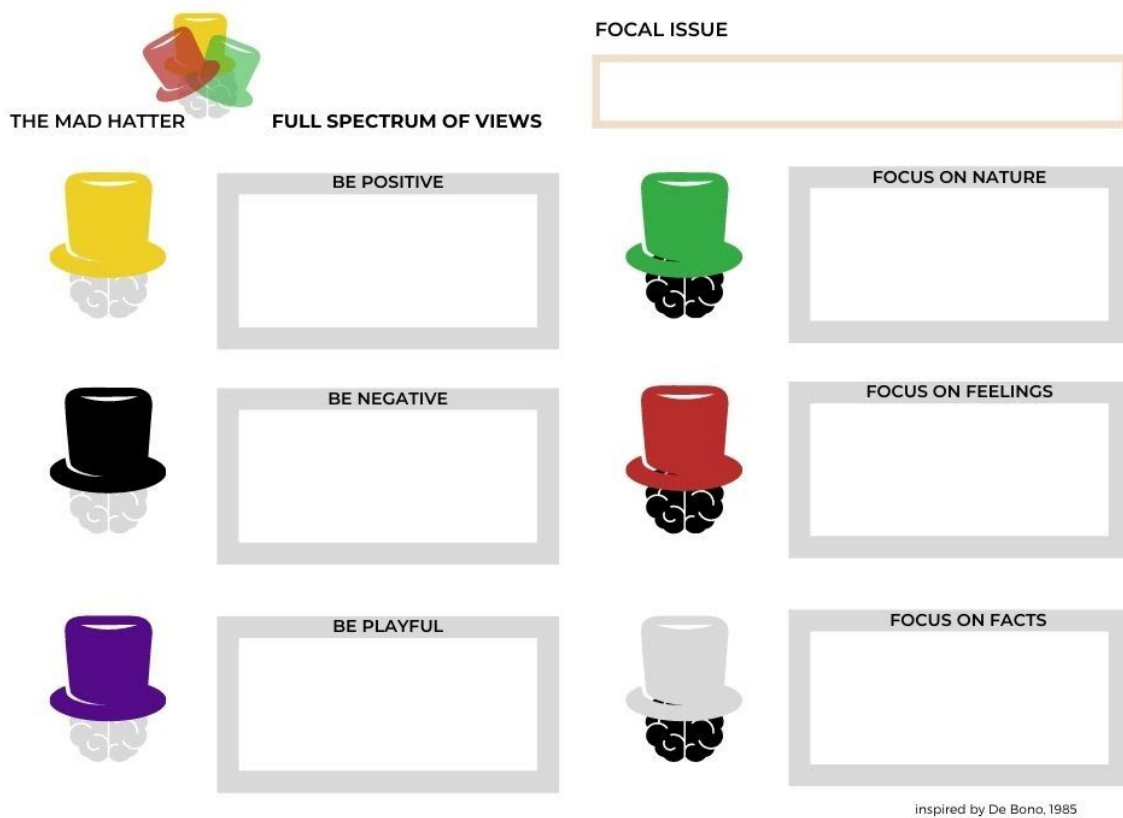 FOCAL ISSUE
THE MAD HATTER
FULL SPECTRUM OF VIEWS
BE POSITIVE
FOCUS ON NATURE
BE NEGATIVE
FOCUS ON FEELINGS
BE PLAYFUL
FOCUS ON FACTS
inspired by De Bono, 1985